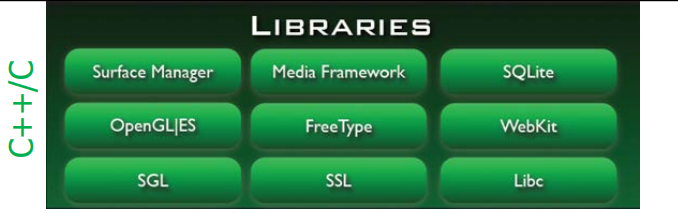 C++/C
LIBRARIES
Surface Manager Media Framework SQLite
OpenGL|ES FreeType WebKit
SGL SSL Libc